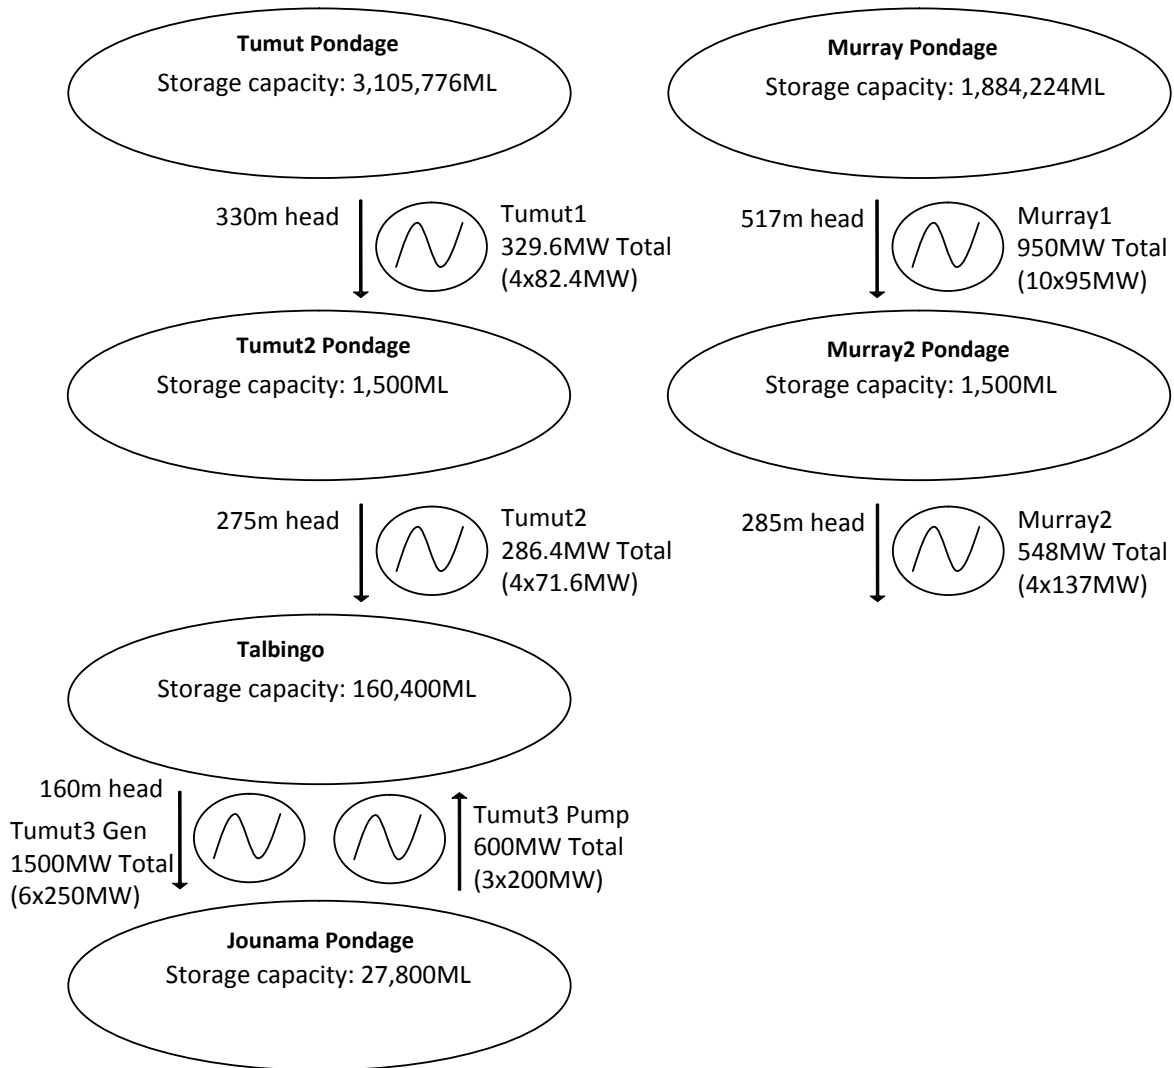 Tumut Pondage
Storage capacity: 3,105,776ML
Murray Pondage
Storage capacity: 1,884,224ML
330m head
Tumut1
329.6MW Total
(4x82.4MW)
517m head
Murray1
950MW Total
(10x95MW)
Tumut2 Pondage
Storage capacity: 1,500ML
Murray2 Pondage
Storage capacity: 1,500ML
275m head
Tumut2
286.4MW Total
(4x71.6MW)
285m head
Murray2
548MW Total
(4x137MW)
Talbingo
Storage capacity: 160,400ML
160m head
Tumut3 Gen
1500MW Total
(6x250MW)
Tumut3 Pump
600MW Total
(3x200MW)
Jounama Pondage
Storage capacity: 27,800ML